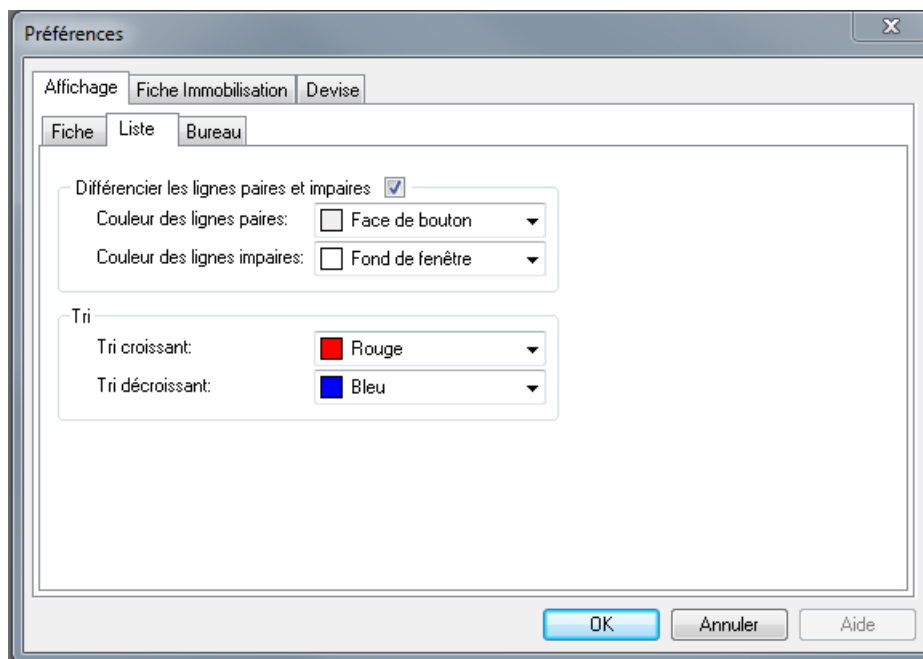 Préférences
Affichage Fiche Immobilisation Devise
Fiche Liste Bureau
Différencier les lignes paires et impaires
Couleur des lignes paires: Face de bouton
Couleur des lignes impaires: Fond de fenêtre
Tri
Tri croissant: Rouge
Tri décroissant: Bleu
OK Annuler Aide